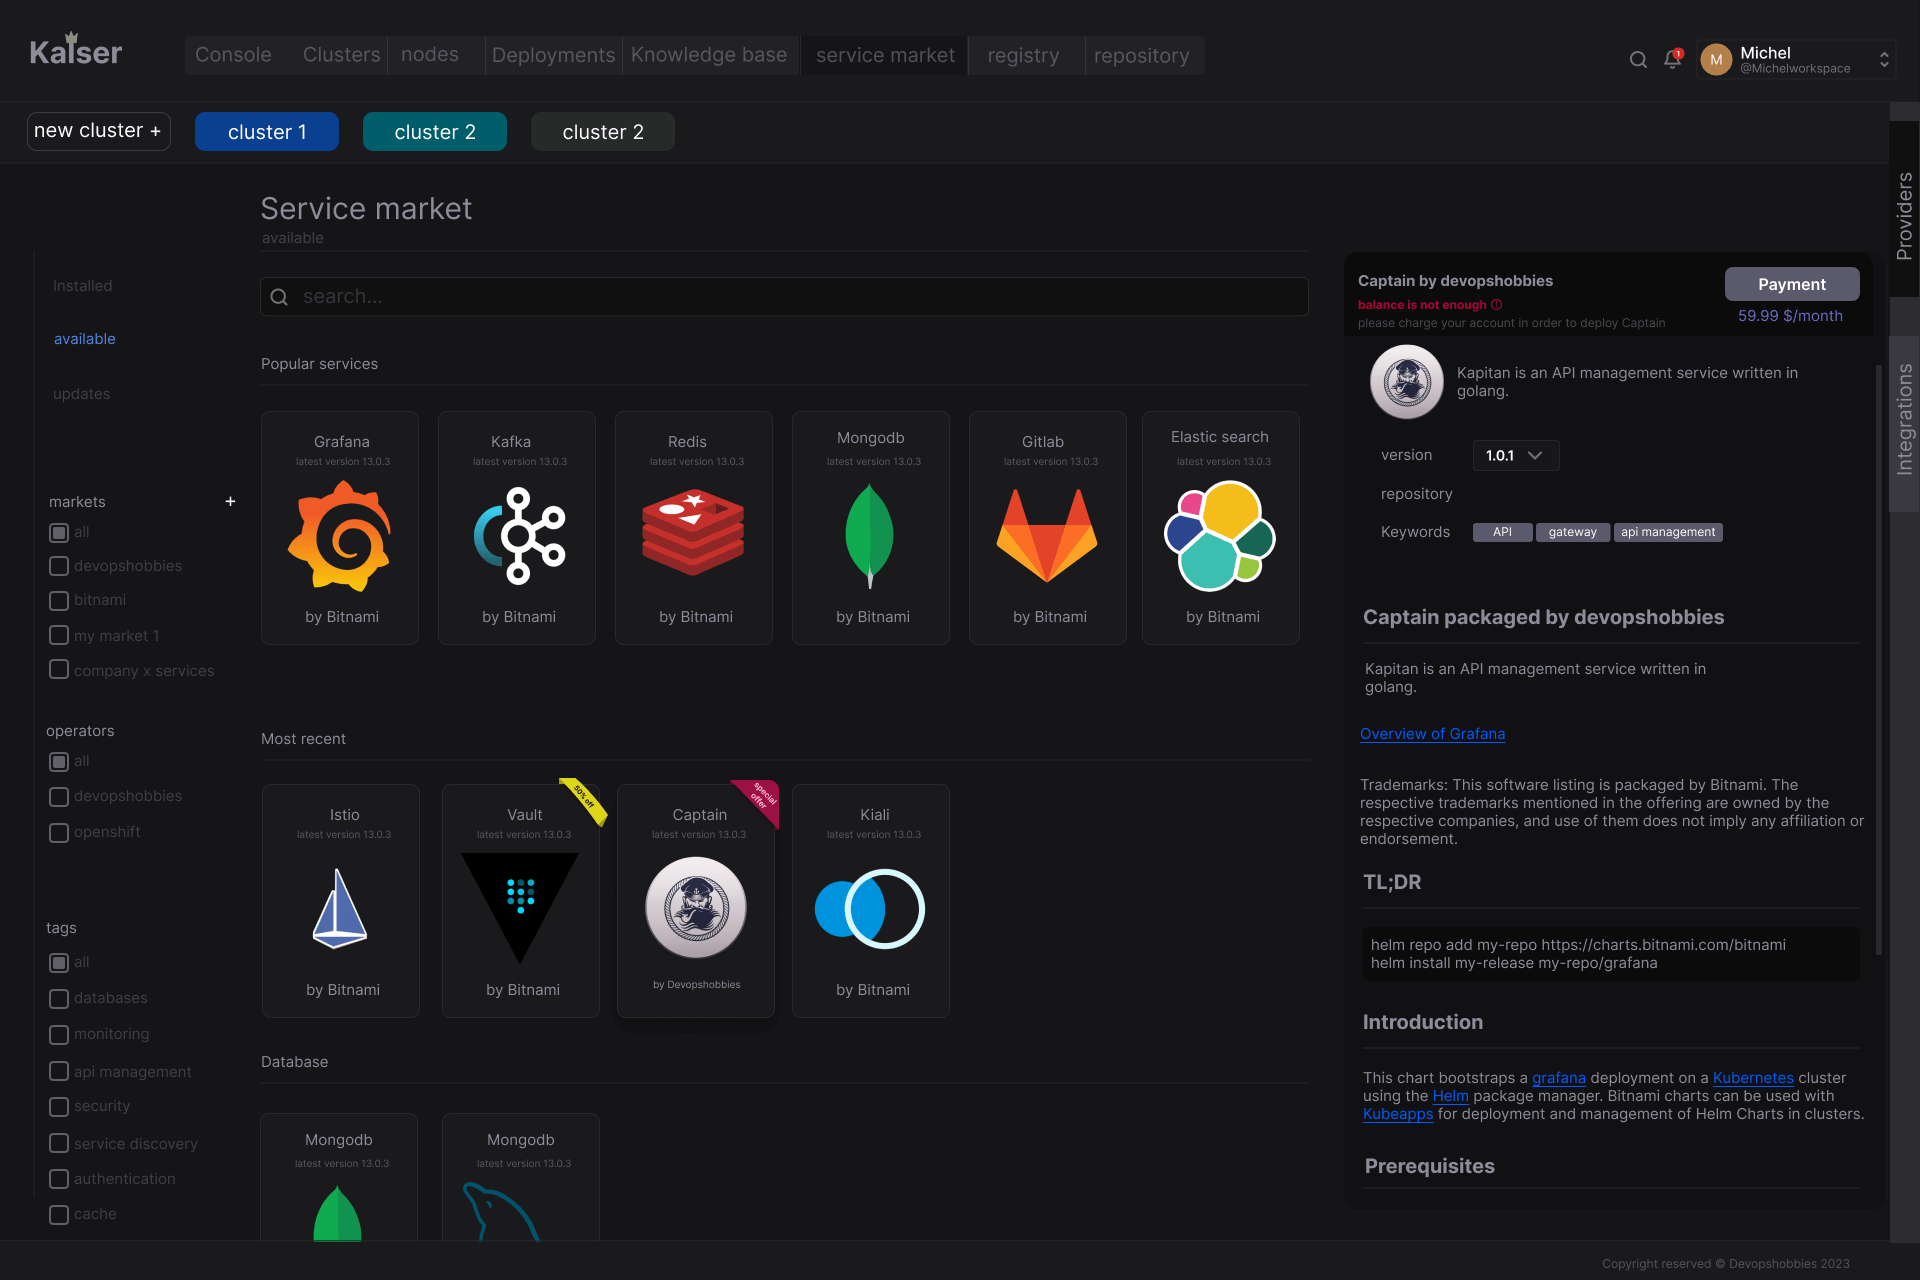 Kaiser
Console
Clusters
nodes
Deployments
Knowledge base
service market
registry
repository
1
M
Michel
@Michelworkspace
new cluster +
cluster 1
cluster 2
cluster 2
Providers
Integrations
Service market
available
Installed
available
updates
search...
markets +
all
devopshobbies
bitnami
my market 1
company x services
operators
all
devopshobbies
openshift
tags
all
databases
monitoring
api management
security
service discovery
authentication
cache
Popular services
Grafana
latest version 13.0.3
by Bitnami
Kafka
latest version 13.0.3
by Bitnami
Redis
latest version 13.0.3
by Bitnami
Mongodb
latest version 13.0.3
by Bitnami
Gitlab
latest version 13.0.3
by Bitnami
Elastic search
latest version 13.0.3
by Bitnami
Most recent
Istio
latest version 13.0.3
by Bitnami
50% off
Vault
latest version 13.0.3
by Bitnami
special
offer
Captain
latest version 13.0.3
by Devopshobbies
Kiali
latest version 13.0.3
by Bitnami
Database
Mongodb
latest version 13.0.3
Mongodb
latest version 13.0.3
Captain by devopshobbies
balance is not enough
please charge your account in order to deploy Captain
Payment
59.99 $/month
Kapitan is an API management service written in
golang.
version
1.0.1
repository
Keywords
API
gateway
api management
Captain packaged by devopshobbies
Kapitan is an API management service written in
golang.
Overview of Grafana
Trademarks: This software listing is packaged by Bitnami. The
respective trademarks mentioned in the offering are owned by the
respective companies, and use of them does not imply any affiliation or
endorsement.
TL;DR
helm repo add my-repo https://charts.bitnami.com/bitnami
helm install my-release my-repo/grafana
Introduction
This chart bootstraps a grafana deployment on a Kubernetes cluster
using the Helm package manager. Bitnami charts can be used with
Kubeapps for deployment and management of Helm Charts in clusters.
Prerequisites
Copyright reserved © Devopshobbies 2023